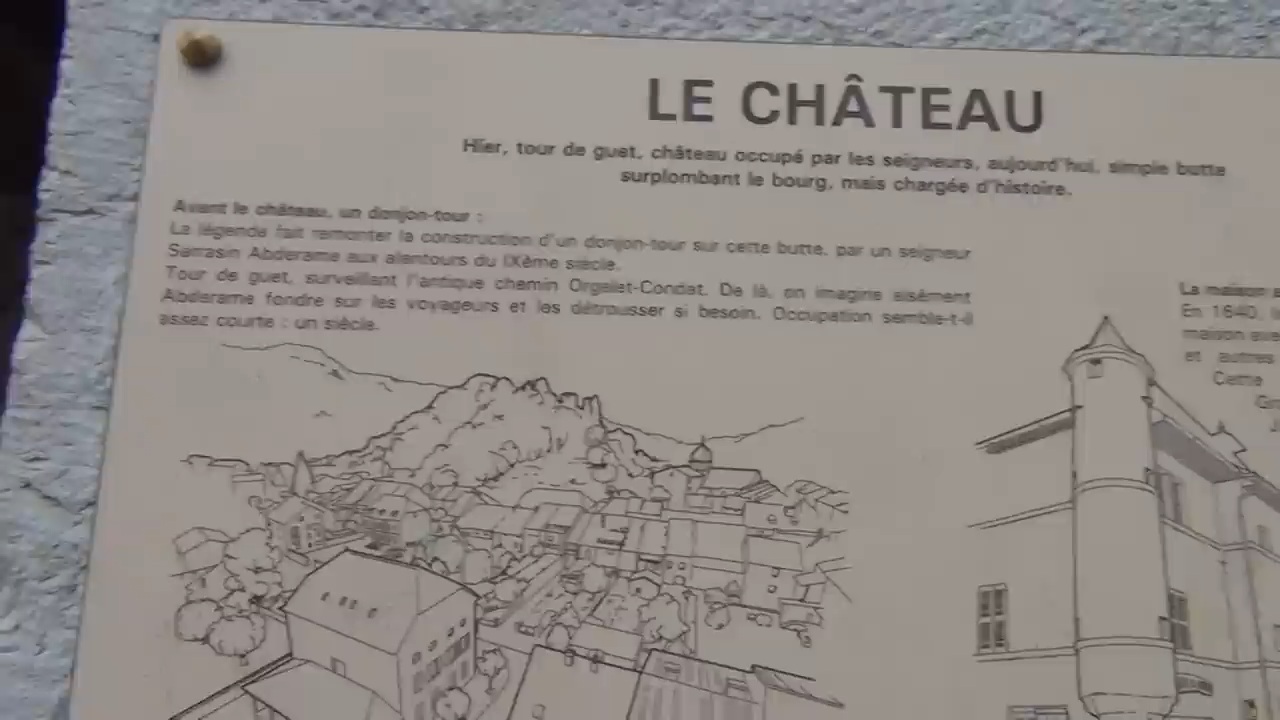 LE CHÂTEAU
Hier, tour de guet, château occupé par les seigneurs, aujourd'hui, simple butte
surplombant le bourg, mais chargée d'histoire.
Avant le château, un donjon-tour :
La légende fait remonter la construction d'un donjon-tour sur cette butte, par un seigneur
Sarrasin Abderame aux alentours du IXème siècle.
Tour de guet, surveillant l'antique chemin Orgelet-Condat. De là, on imagine aisément
Abderame fondre sur les voyageurs et les détrousser si besoin. Occupation semble-t-il
assez courte : un siècle.
La maison
En 1640,
maison
et autres
Cette